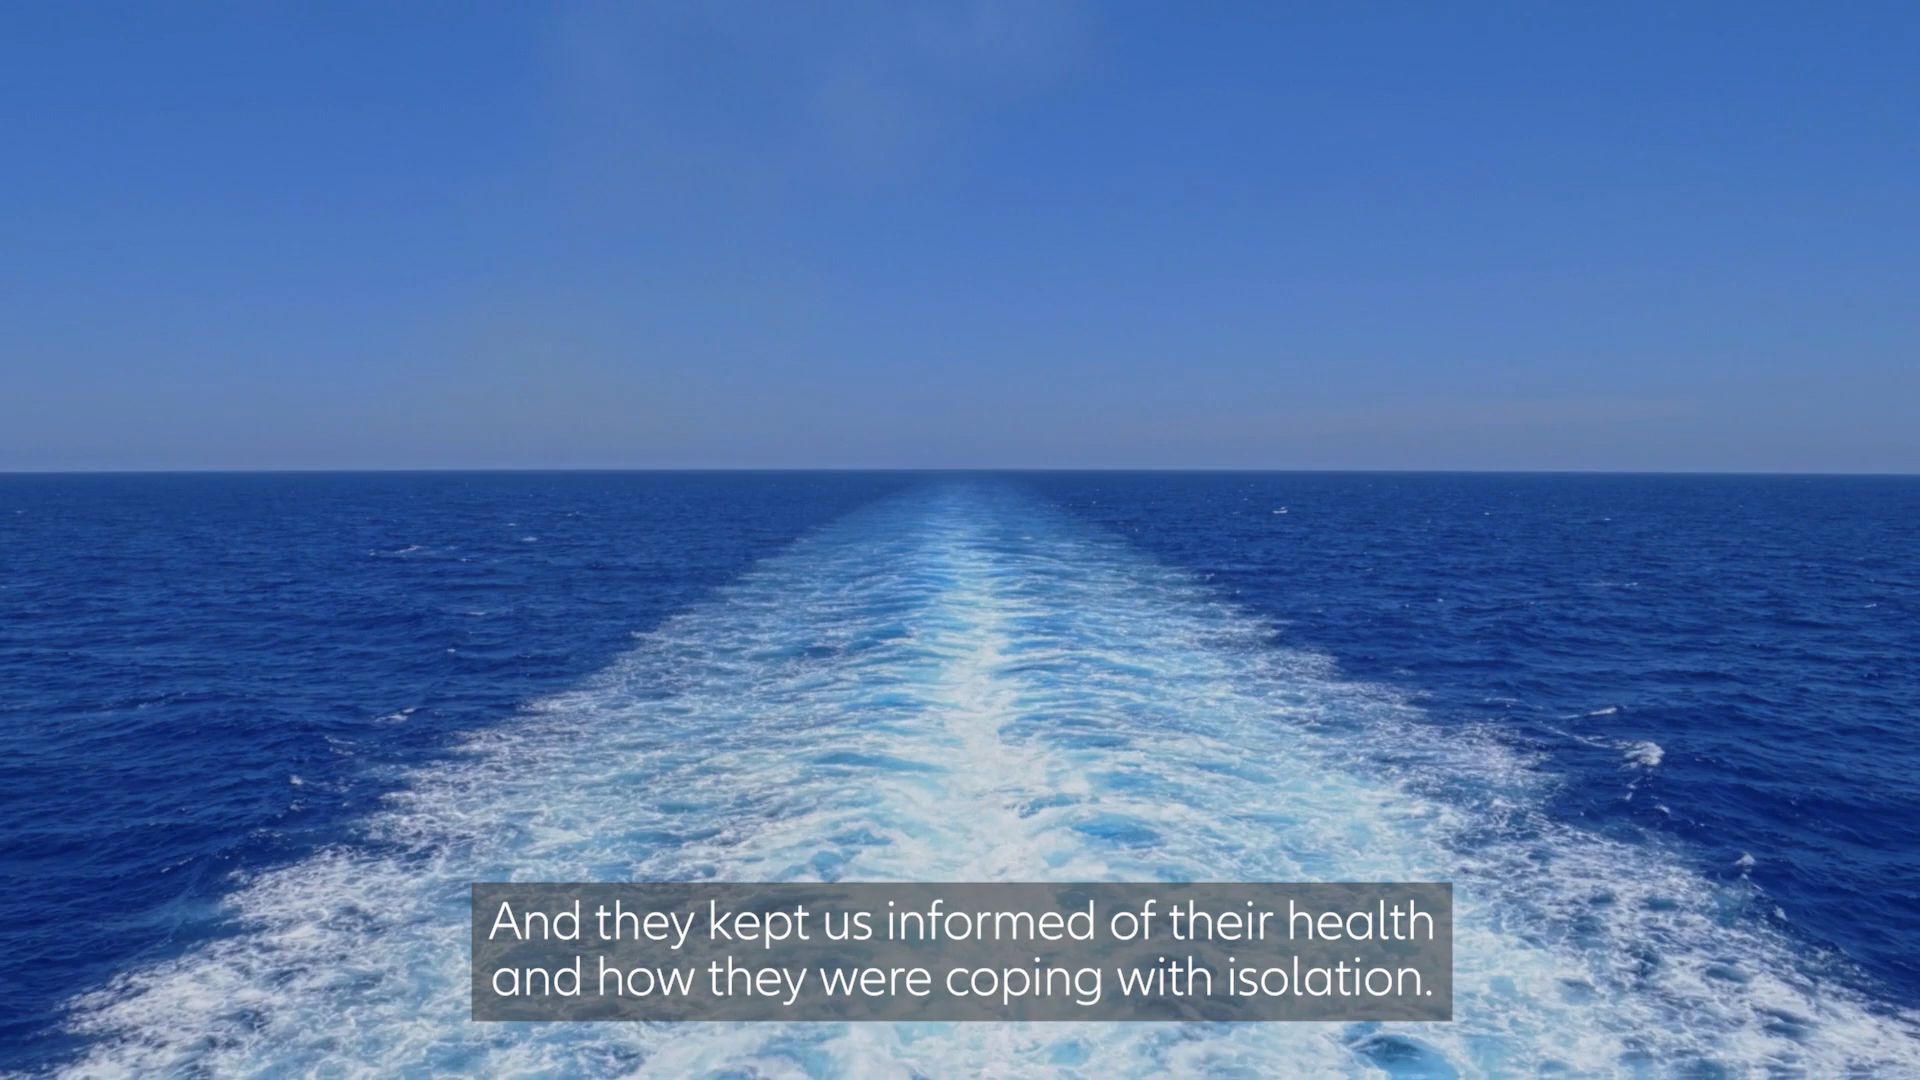 And they kept us informed of their health
and how they were coping with isolation.